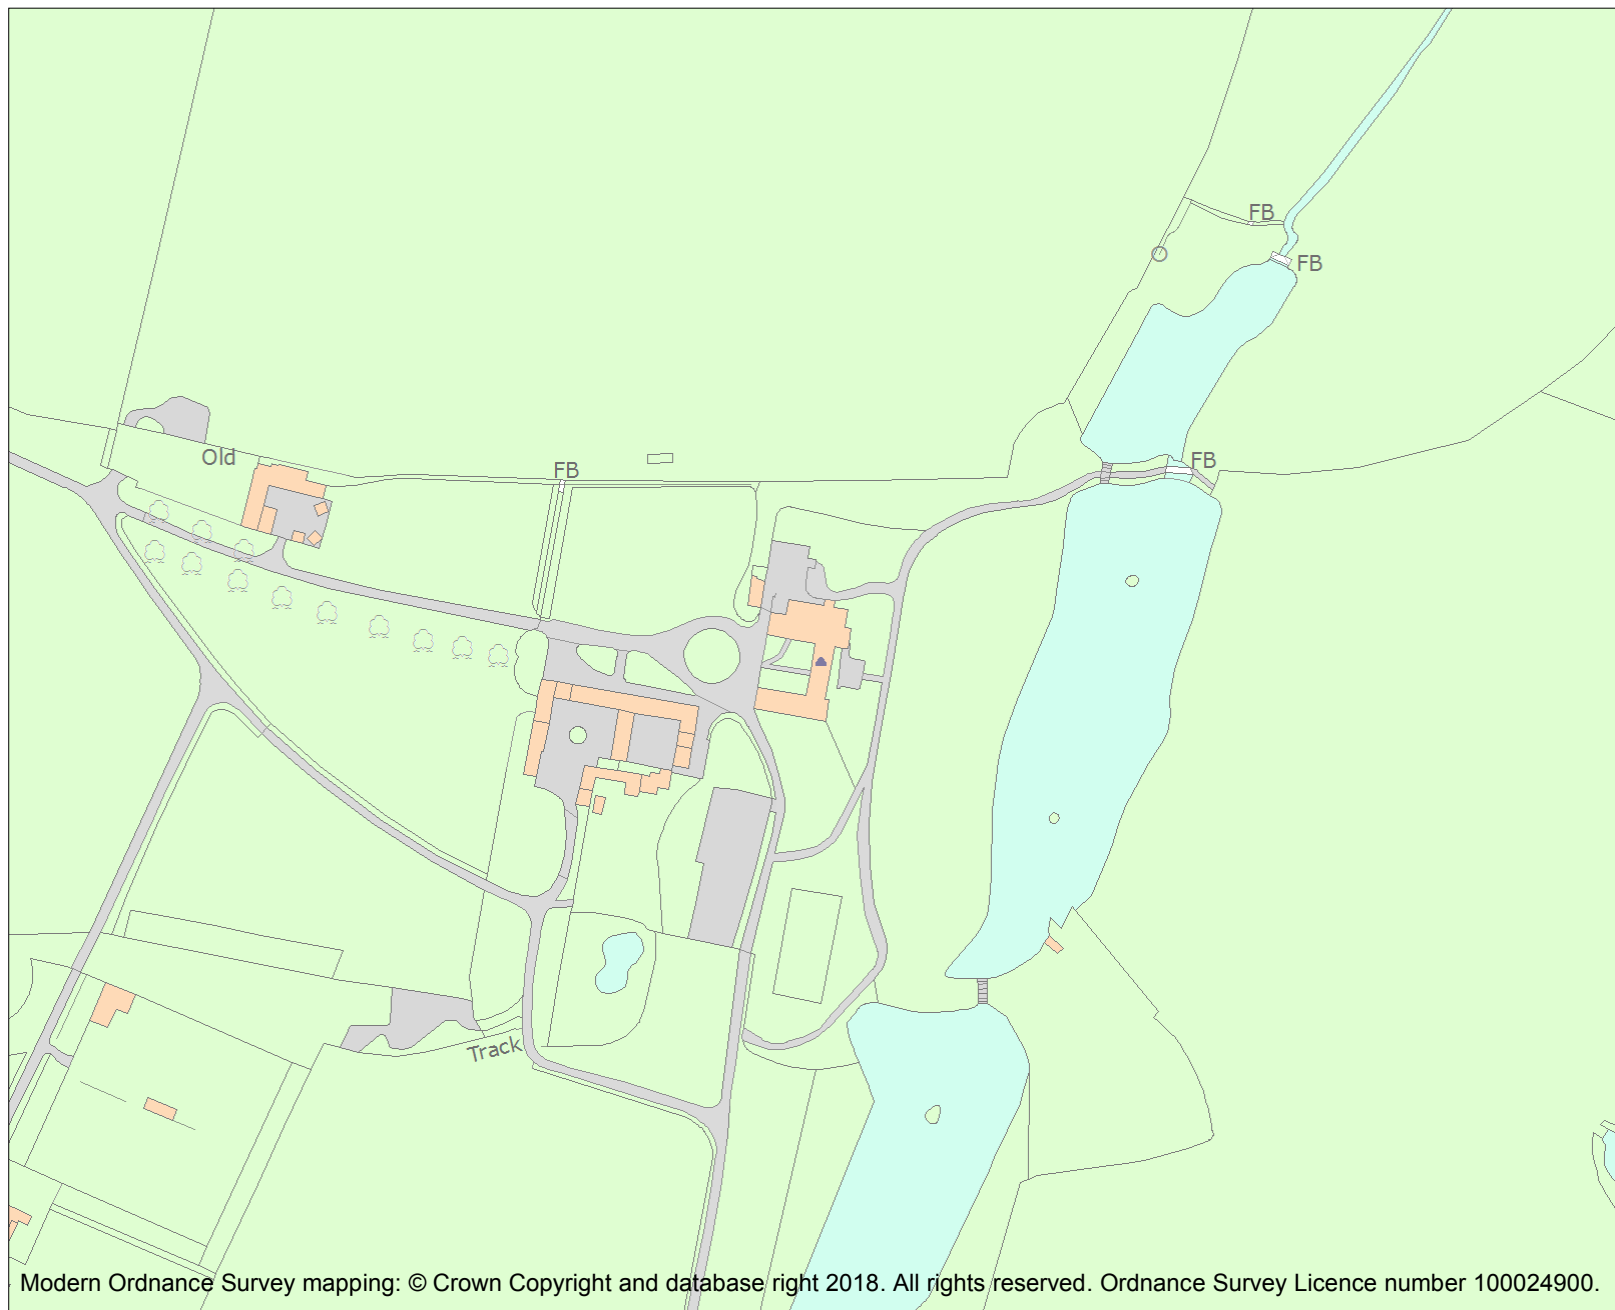 FB
FB
Old
FB
FB
Track
Modern Ordnance Survey mapping: © Crown Copyright and database right 2018. All rights reserved. Ordnance Survey Licence number 100024900.